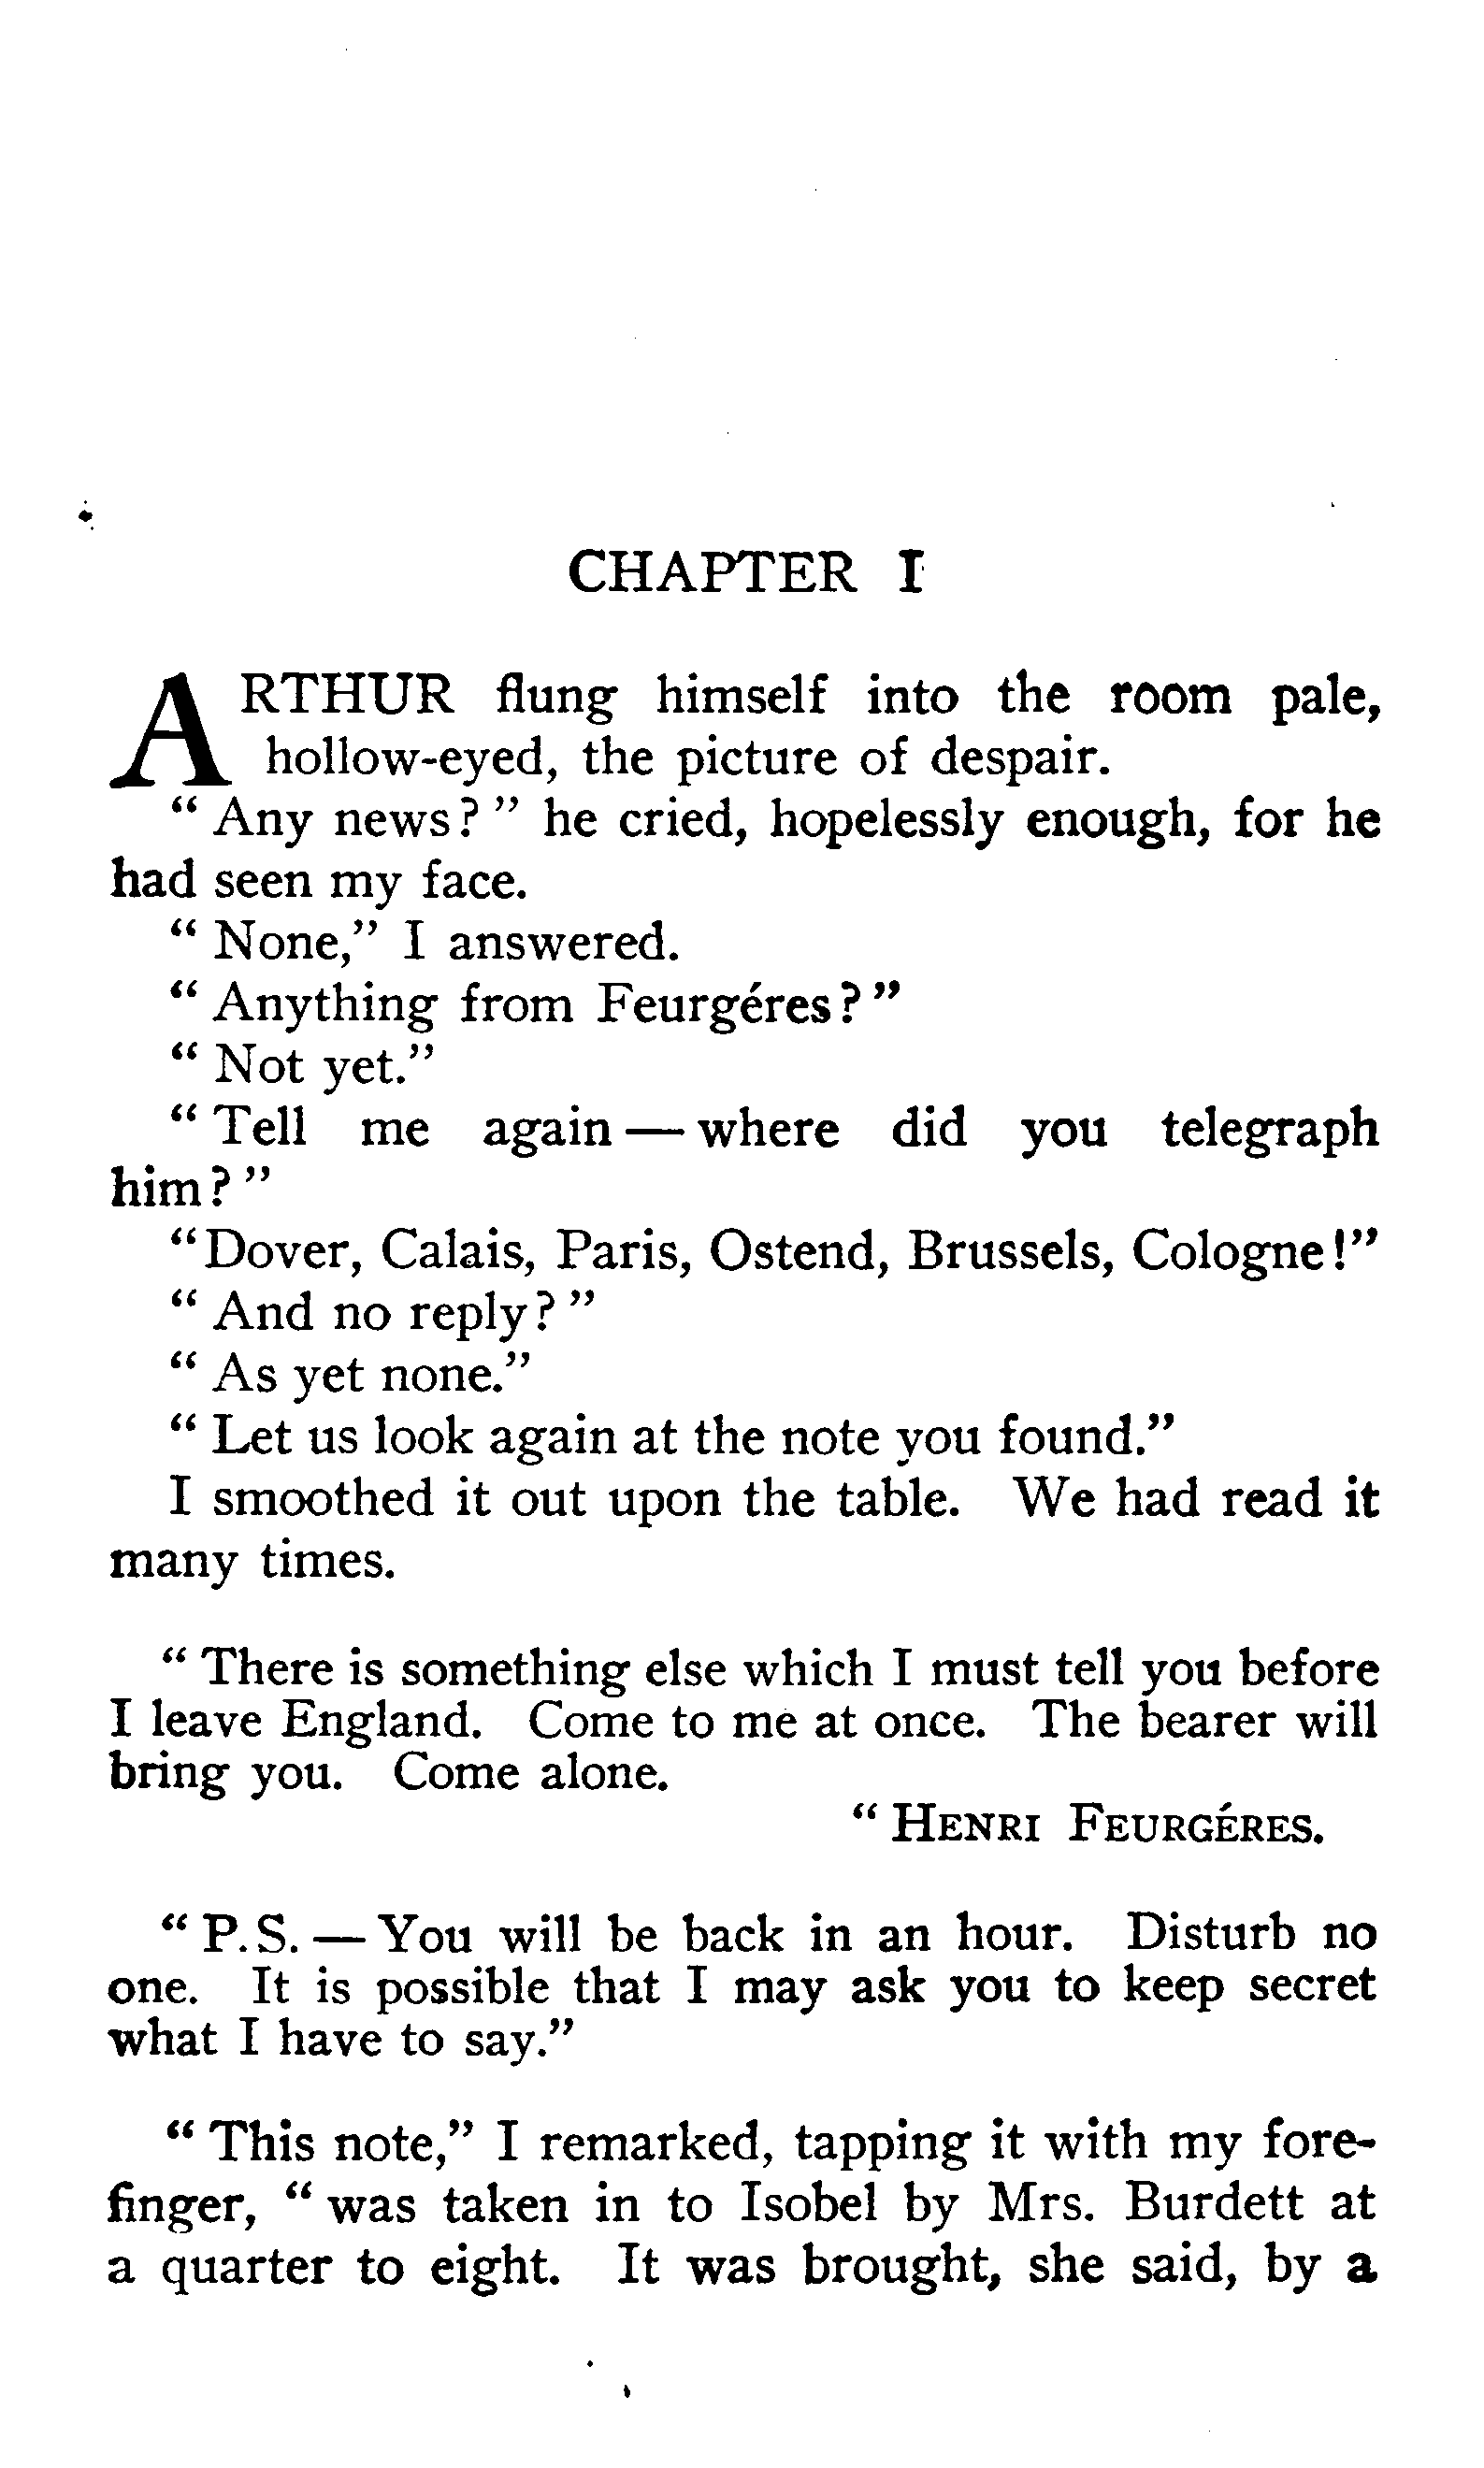 CHAPTER I
ARTHUR flung himself into the room pale,
hollow-eyed, the picture of despair.
" Any news ? " he cried, hopelessly enough, for he
had seen my face.
" None," I answered.
" Anything from Feurgéres ? "
" Not yet."
" Tell me again — where did you telegraph
him ? "
" Dover, Calais, Paris, Ostend, Brussels, Cologne !"
" And no reply ? "
" As yet none."
" Let us look again at the note you found."
I smoothed it out upon the table. We had read it
many times.
" There is something else which I must tell you before
I leave England. Come to me at once. The bearer will
bring you. Come alone.
" HENRI FEURGÉRES.
" P.S. — You will be back in an hour. Disturb no
one. It is possible that I may ask you to keep secret
what I have to say."
" This note," I remarked, tapping it with my fore-
finger, " was taken in to Isobel by Mrs. Burdett at
a quarter to eight. It was brought, she said, by a